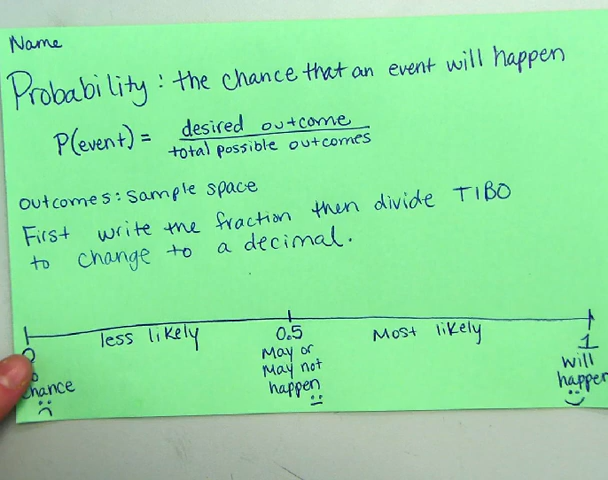 Name
Probability: the chance that an event will happen
P(event) = desired outcome
total possible outcomes
outcomes: sample space
First write the fraction then divide TIBO
to change to a decimal.
less likely 0.5 Most likely 1
May or
May not
happen
will
happen
chance